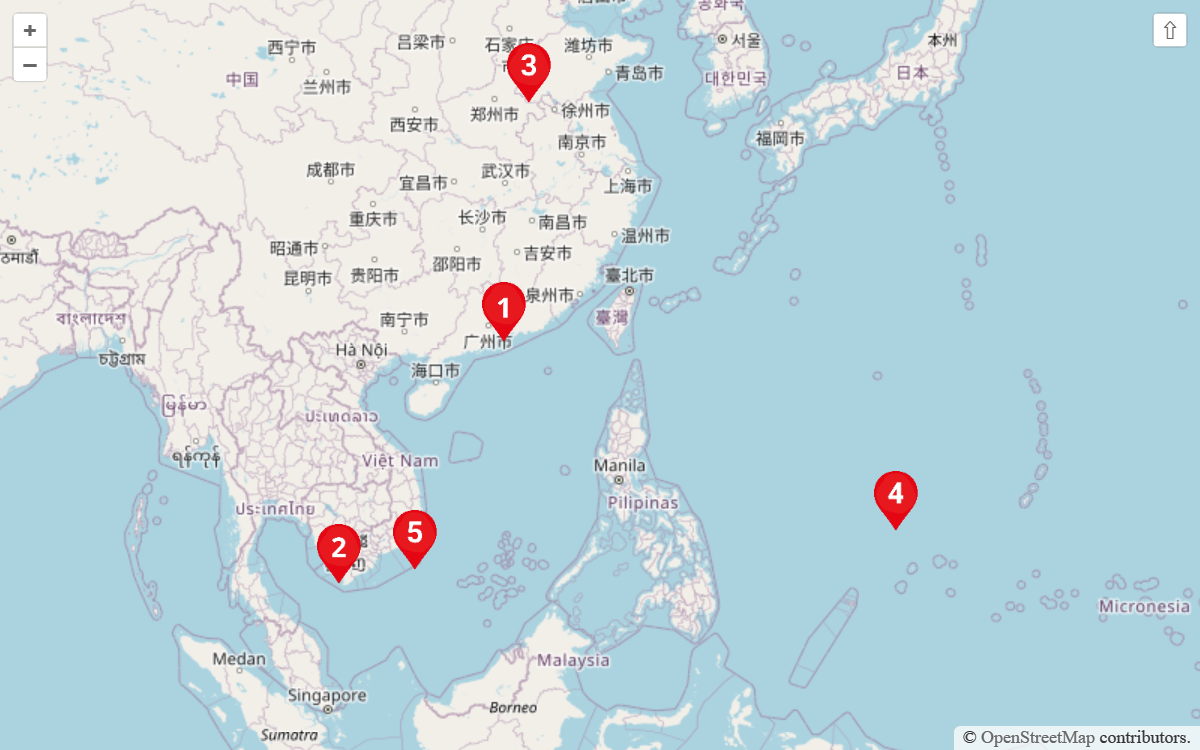 +
−
⇧
공화국
西宁市
吕梁市
石家庄
潍坊市
서울
本州
中国
兰州市
3
青岛市
대한민국
日本
西安市
郑州市
徐州市
福岡市
南京市
成都市
宜昌市
武汉市
上海市
重庆市
长沙市
南昌市
温州市
昭通市
邵阳市
吉安市
昆明市
贵阳市
臺北市
泉州市
1
বাংলাদেশ
南宁市
臺灣
চট্টগ্রাম
Hà Nội
广州市
海口市
မြန်မာ
ປະເທດລາວ
ရန်ကုန်
Việt Nam
Manila
4
ประเทศไทย
Pilipinas
2
5
Micronesia
Medan
Malaysia
Singapore
Borneo
Sumatra
© OpenStreetMap contributors.